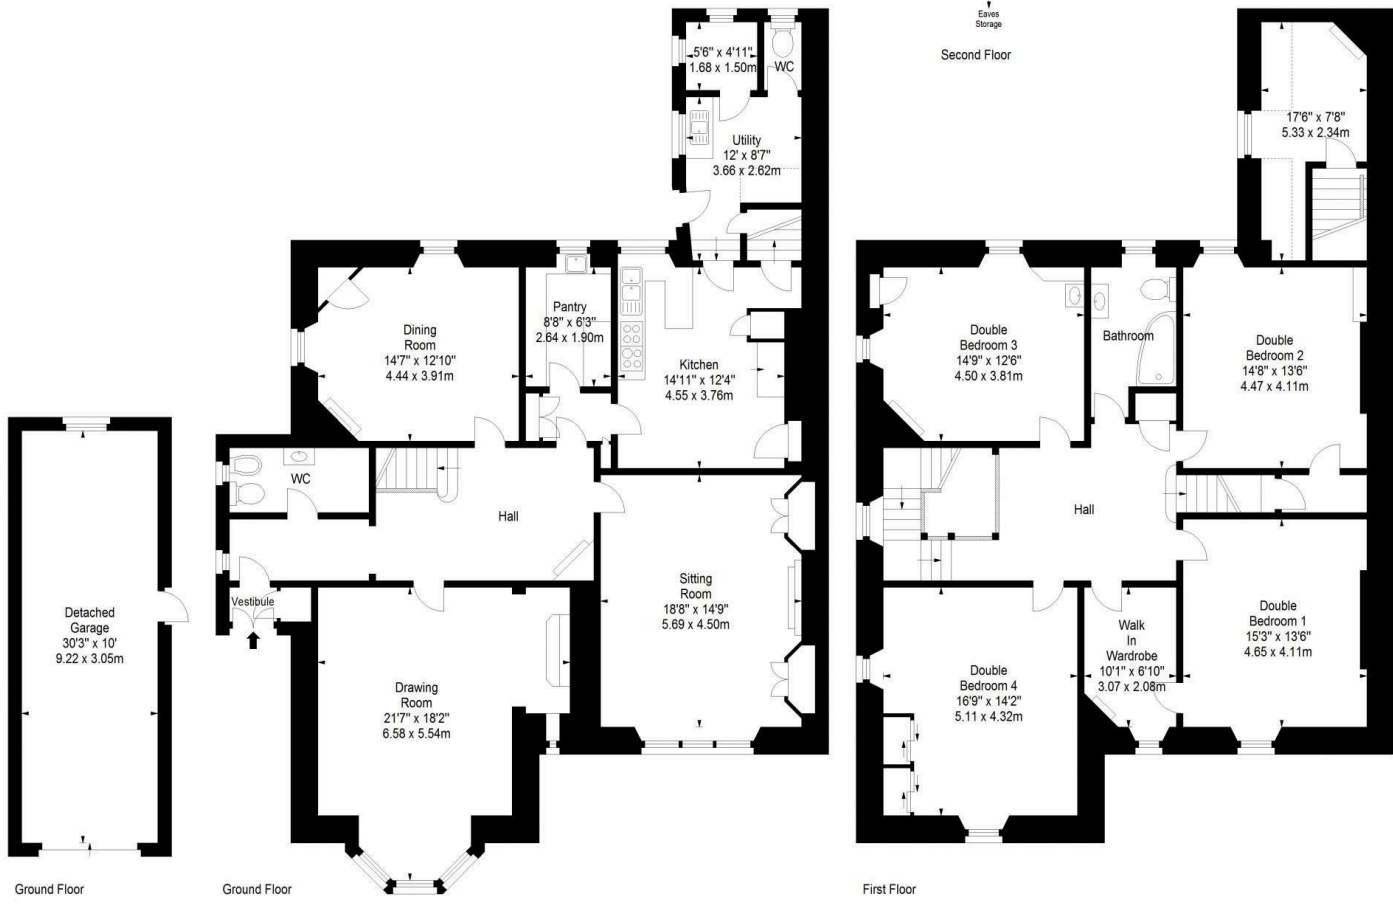 Eaves
Storage
Second Floor
5'6" x 4'11"
1.68 x 1.50m
WC
Utility
12' x 8'7"
3.66 x 2.62m
17'6" x 7'8"
5.33 x 2.34m
Dining
Room
14'7" x 12'10"
4.44 x 3.91m
Pantry
8'8" x 6'3"
2.64 x 1.90m
Kitchen
14'11" x 12'4"
4.55 x 3.76m
Double
Bedroom 3
14'9" x 12'6"
4.50 x 3.81m
Bathroom
Double
Bedroom 2
14'8" x 13'6"
4.47 x 4.11m
WC
Hall
Hall
Detached
Garage
30'3" x 10'
9.22 x 3.05m
Vestibule
Sitting
Room
18'8" x 14'9"
5.69 x 4.50m
Drawing
Room
21'7" x 18'2"
6.58 x 5.54m
Double
Bedroom 4
16'9" x 14'2"
5.11 x 4.32m
Walk
In
Wardrobe
10'1" x 6'10"
3.07 x 2.08m
Double
Bedroom 1
15'3" x 13'6"
4.65 x 4.11m
Ground Floor
Ground Floor
First Floor